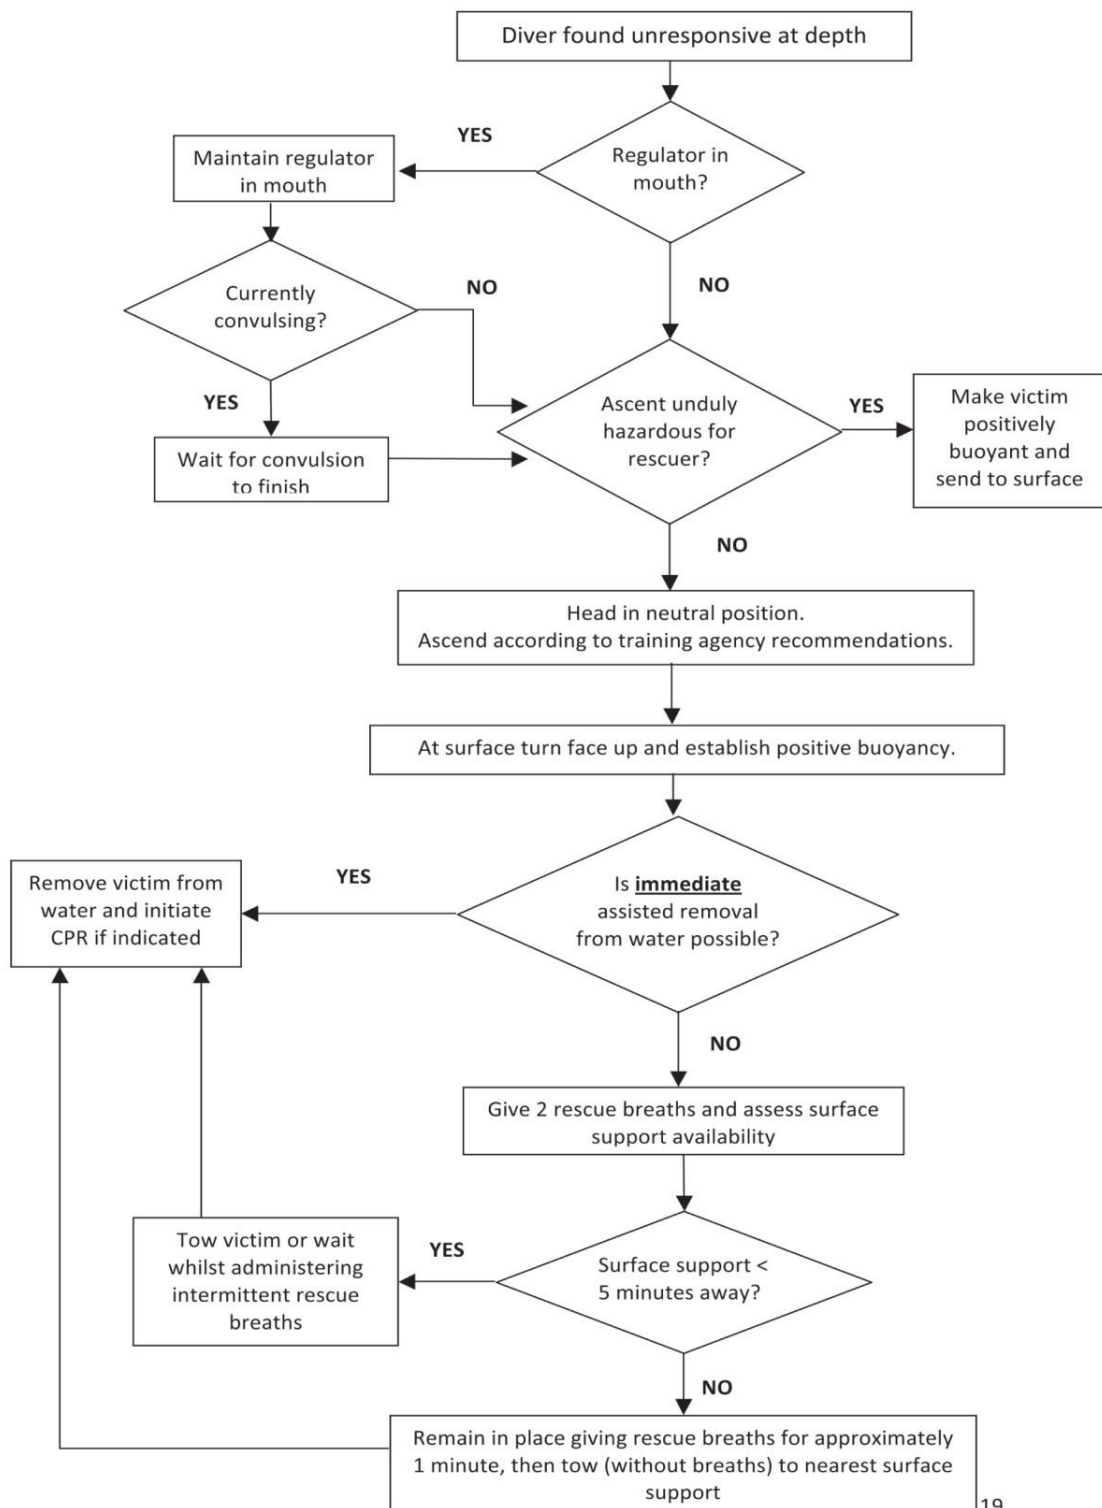 Diver found unresponsive at depth
YES
Maintain regulator
in mouth
Regulator in
mouth?
NO
Currently
convulsing?
NO
YES
Wait for convulsion
to finish
Ascent unduly
hazardous for
rescuer?
YES
Make victim
positively
buoyant and
send to surface
NO
Head in neutral position.
Ascend according to training agency recommendations.
At surface turn face up and establish positive buoyancy.
Is immediate
assisted removal
from water possible?
YES
Remove victim from
water and initiate
CPR if indicated
NO
Give 2 rescue breaths and assess surface
support availability
Surface support <
5 minutes away?
YES
Tow victim or wait
whilst administering
intermittent rescue
breaths
NO
Remain in place giving rescue breaths for approximately
1 minute, then tow (without breaths) to nearest surface
support
19